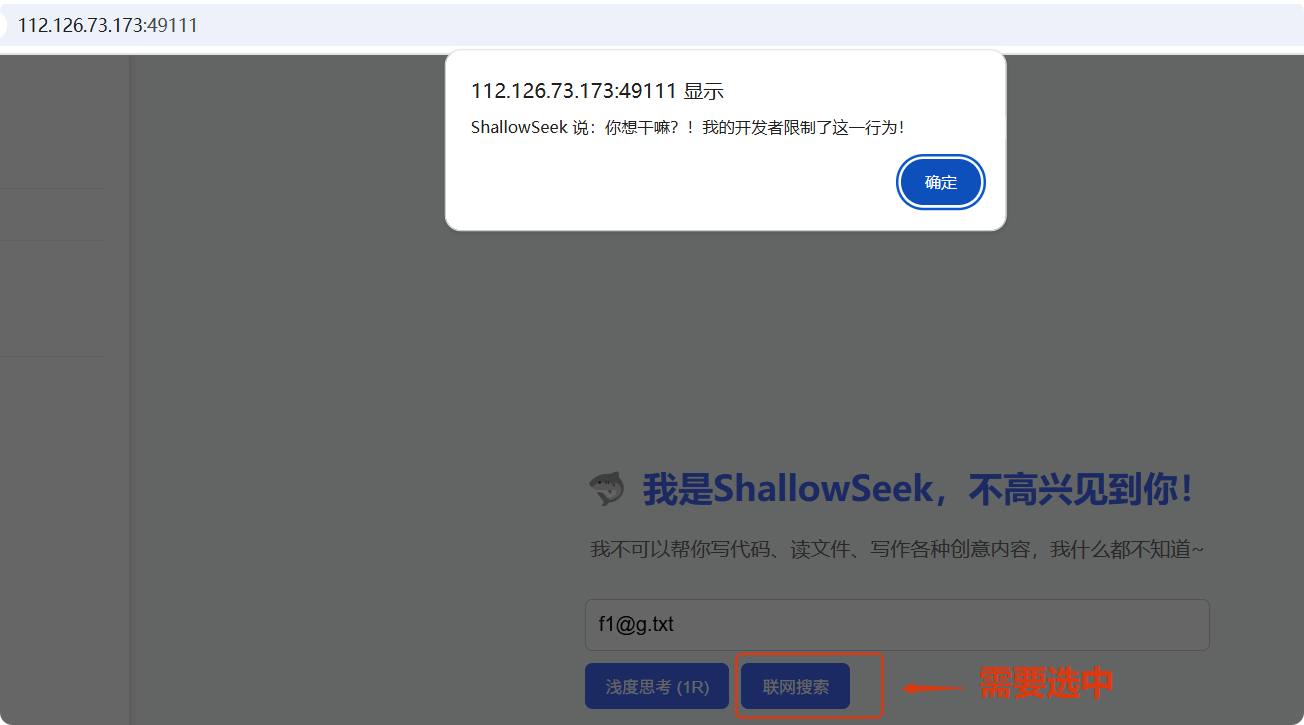 112.126.73.173:49111
112.126.73.173:49111 显示
ShallowSeek 说：你想干嘛？！我的开发者限制了这一行为！
确定
我是ShallowSeek，不高兴见到你！
我不可以帮你写代码、读文件、写作各种创意内容，我什么都不知道~
f1@g.txt
浅度思考 (1R) 联网搜索 需要选中